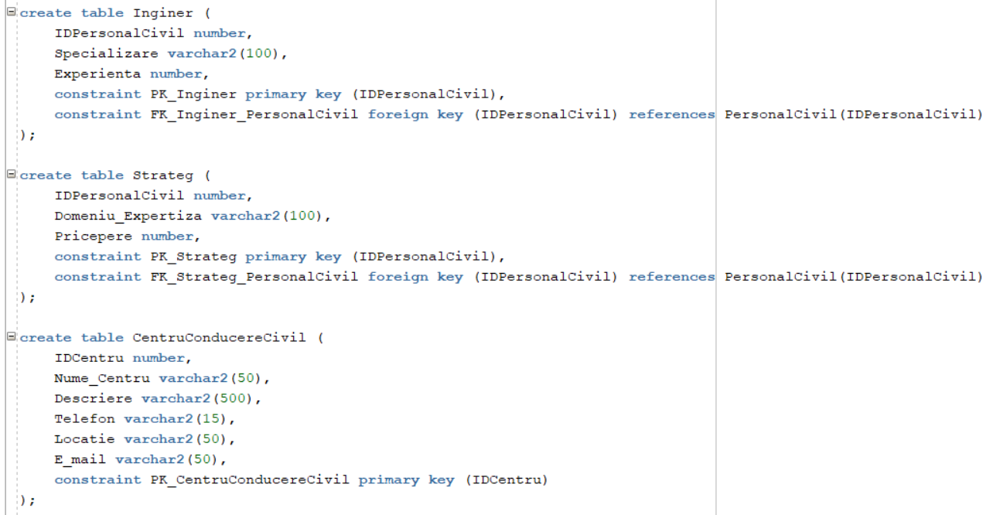 create table Inginer (
    IDPersonalCivil number,
    Specializare varchar2(100),
    Experienta number,
    constraint PK_Inginer primary key (IDPersonalCivil),
    constraint FK_Inginer_PersonalCivil foreign key (IDPersonalCivil) references PersonalCivil(IDPersonalCivil)
);

create table Strateg (
    IDPersonalCivil number,
    Domeniu_Expertiza varchar2(100),
    Pricepere number,
    constraint PK_Strateg primary key (IDPersonalCivil),
    constraint FK_Strateg_PersonalCivil foreign key (IDPersonalCivil) references PersonalCivil(IDPersonalCivil)
);

create table CentruConducereCivil (
    IDCentru number,
    Nume_Centru varchar2(50),
    Descriere varchar2(500),
    Telefon varchar2(15),
    Locatie varchar2(50),
    E_mail varchar2(50),
    constraint PK_CentruConducereCivil primary key (IDCentru)
);